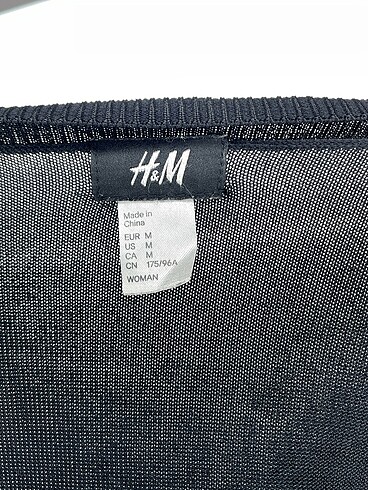 H&M
Made in
China
EUR M
US M
CA M
CN 175/96A
WOMAN